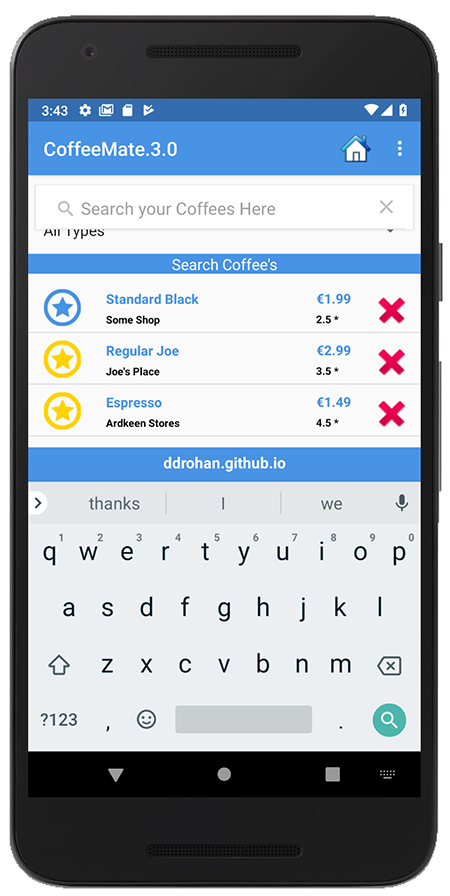 3:43
CoffeeMate.3.0
Search your Coffees Here
All Types
Search Coffee's
Standard Black €1.99
Some Shop 2.5 *
Regular Joe €2.99
Joe's Place 3.5 *
Espresso €1.49
Ardkeen Stores 4.5 *
ddrohan.github.io
thanks I we
1 2 3 4 5 6 7 8 9 0
q w e r t y u i o p
a s d f g h j k l
z x c v b n m
?123 , .